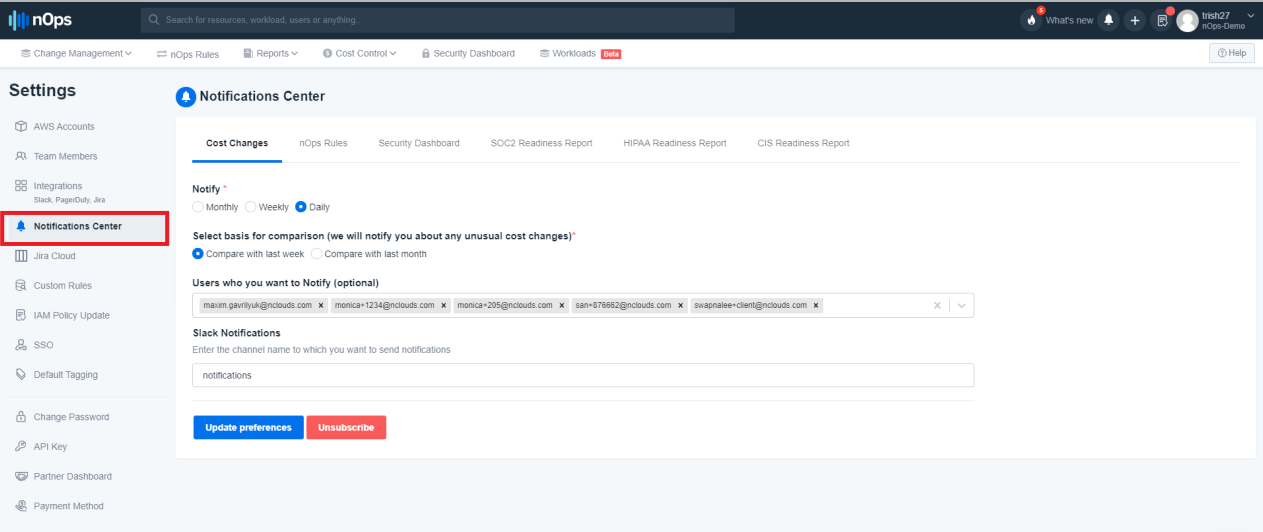 nOps
Search for resources, workload, users or anything..
What's new
trish27
nOps-Demo
Change Management
nOps Rules
Reports
Cost Control
Security Dashboard
Workloads Beta
Help
Settings
AWS Accounts
Team Members
Integrations
Slack, PagerDuty, Jira
Notifications Center
Jira Cloud
Custom Rules
IAM Policy Update
SSO
Default Tagging
Change Password
API Key
Partner Dashboard
Payment Method
Notifications Center
Cost Changes
nOps Rules
Security Dashboard
SOC2 Readiness Report
HIPAA Readiness Report
CIS Readiness Report
Notify *
Monthly Weekly Daily
Select basis for comparison (we will notify you about any unusual cost changes)*
Compare with last week Compare with last month
Users who you want to Notify (optional)
maxim.gavrilyuk@nclouds.com x monica+1234@nclouds.com x monica+205@nclouds.com x san+876662@nclouds.com x swapnalee+client@nclouds.com x
Slack Notifications
Enter the channel name to which you want to send notifications
notifications
Update preferences Unsubscribe